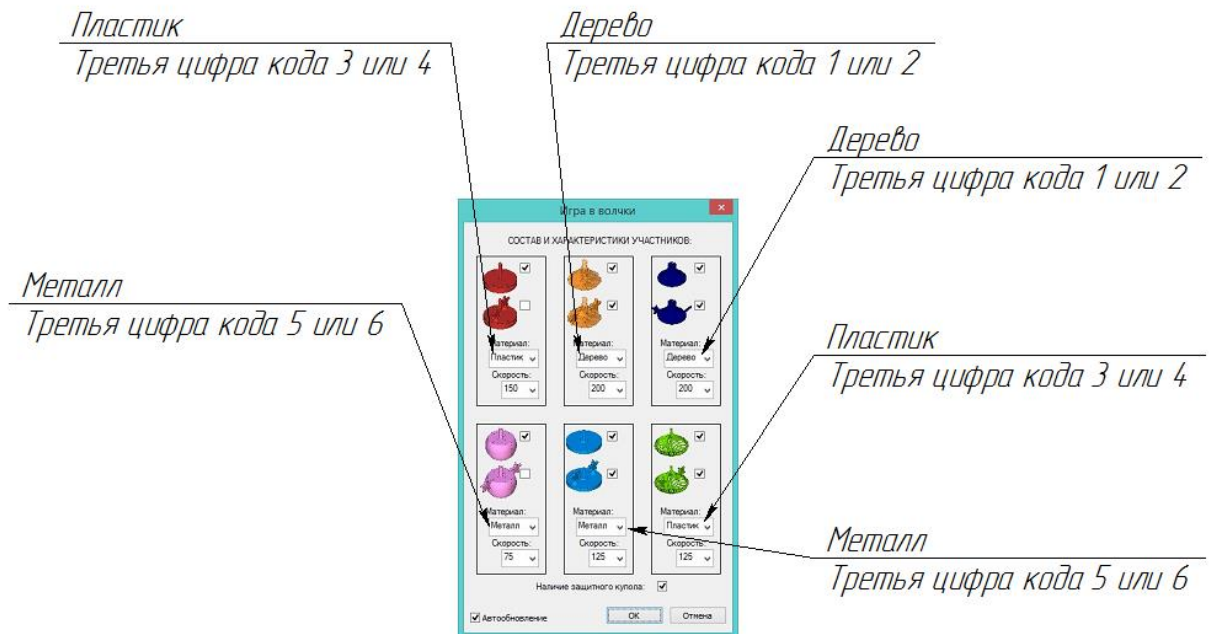 Пластик
Третья цифра кода 3 или 4
Дерево
Третья цифра кода 1 или 2
Дерево
Третья цифра кода 1 или 2
Металл
Третья цифра кода 5 или 6
Пластик
Третья цифра кода 3 или 4
Металл
Третья цифра кода 5 или 6
Игра в волчки
СОСТАВ И ХАРАКТЕРИСТИКИ УЧАСТНИКОВ:
Материал: Материал: Материал:
Пластик Дерево Дерево
Скорость: Скорость: Скорость:
150 200 200
Материал: Материал: Материал:
Металл Металл Пластик
Скорость: Скорость: Скорость:
75 125 125
Наличие защитного купола:
Автообновление OK Отмена